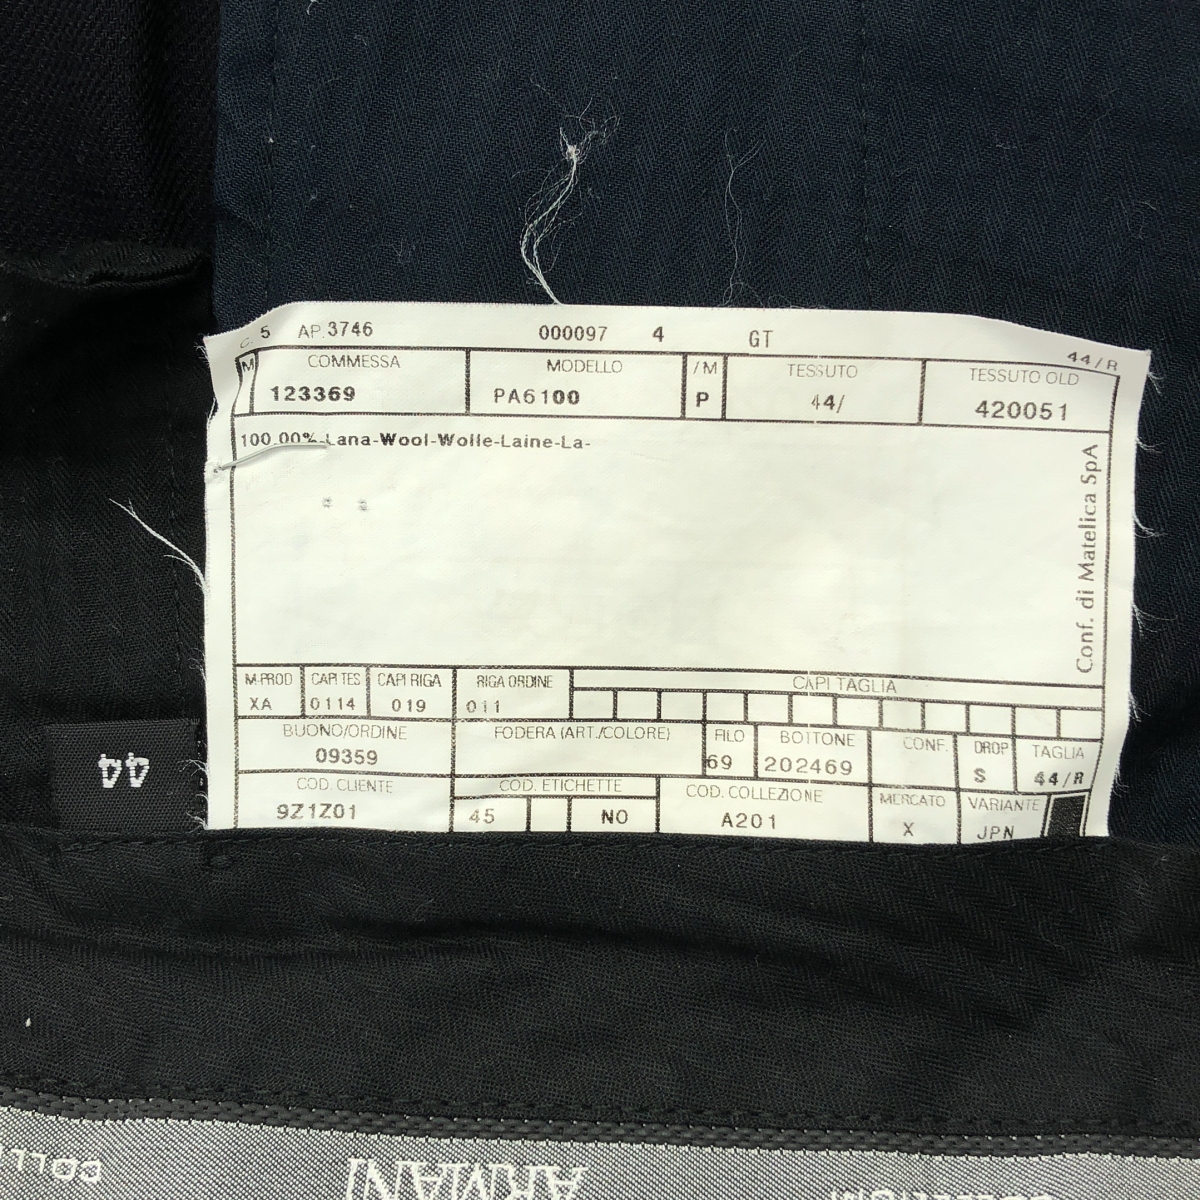 C. 5 AP. 3746 000097 4 GT 44/R
M COMMESSA MODELLO /M TESSUTO TESSUTO OLD
123369 PA6100 P 44/ 420051
100.00%-Lana-Wool-Wolle-Laine-La-
Conf. di Matelica SpA
M-PROD CAPI TES CAPI RIGA RIGA ORDINE CAPI TAGLIA
XA 0114 019 011
BUONO/ORDINE FODERA (ART./COLORE) FILO BOTTONE CONF. DROP TAGLIA
09359 69 202469 S 44/R
COD. CLIENTE COD. ETICHETTE COD. COLLEZIONE MERCATO VARIANTE
9Z1Z01 45 NO A201 X JPN
44
ARMANI